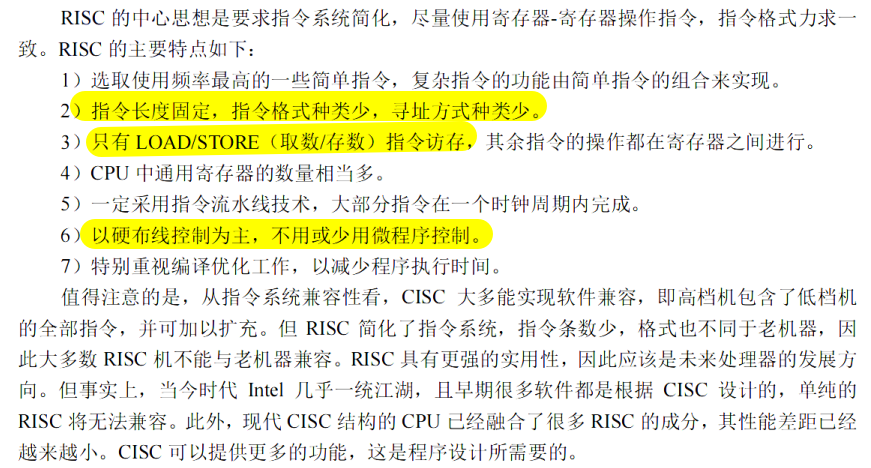 RISC 的中心思想是要求指令系统简化，尽量使用寄存器-寄存器操作指令，指令格式力求一
致。RISC 的主要特点如下：
1）选取使用频率最高的一些简单指令，复杂指令的功能由简单指令的组合来实现。
2）指令长度固定，指令格式种类少，寻址方式种类少。
3）只有 LOAD/STORE（取数/存数）指令访存，其余指令的操作都在寄存器之间进行。
4）CPU 中通用寄存器的数量相当多。
5）一定采用指令流水线技术，大部分指令在一个时钟周期内完成。
6）以硬布线控制为主，不用或少用微程序控制。
7）特别重视编译优化工作，以减少程序执行时间。
值得注意的是，从指令系统兼容性看，CISC 大多能实现软件兼容，即高档机包含了低档机
的全部指令，并可加以扩充。但 RISC 简化了指令系统，指令条数少，格式也不同于老机器，因
此大多数 RISC 机不能与老机器兼容。RISC 具有更强的实用性，因此应该是未来处理器的发展方
向。但事实上，当今时代 Intel 几乎一统江湖，且早期很多软件都是根据 CISC 设计的，单纯的
RISC 将无法兼容。此外，现代 CISC 结构的 CPU 已经融合了很多 RISC 的成分，其性能差距已经
越来越小。CISC 可以提供更多的功能，这是程序设计所需要的。